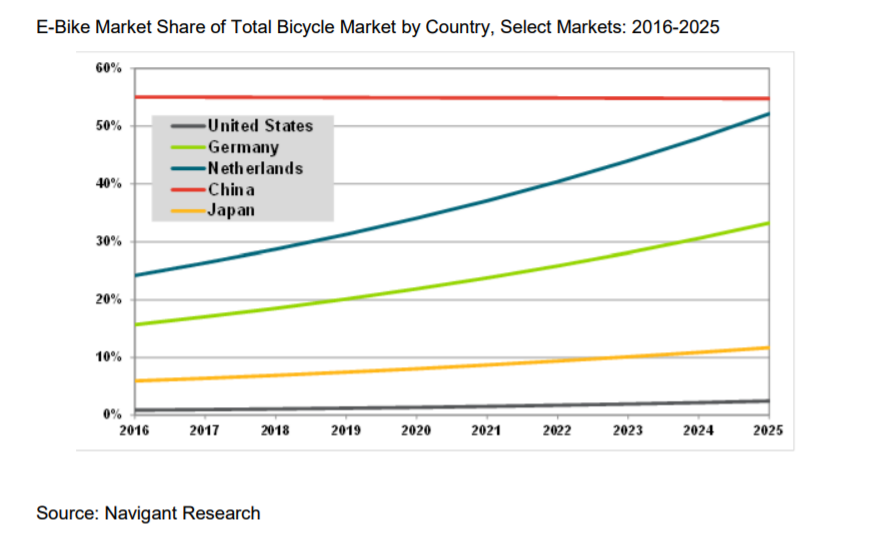 E-Bike Market Share of Total Bicycle Market by Country, Select Markets: 2016-2025
60%
50%
40%
30%
20%
10%
0%
United States
Germany
Netherlands
China
Japan
2016 2017 2018 2019 2020 2021 2022 2023 2024 2025
Source: Navigant Research